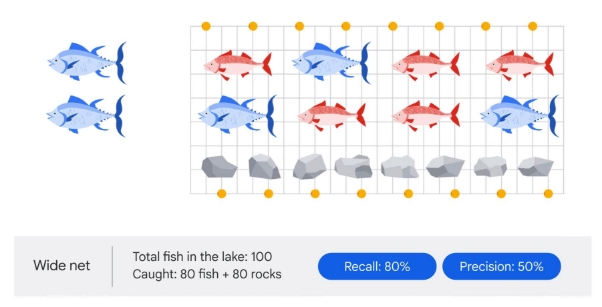 Wide net
Total fish in the lake: 100
Caught: 80 fish + 80 rocks
Recall: 80%
Precision: 50%